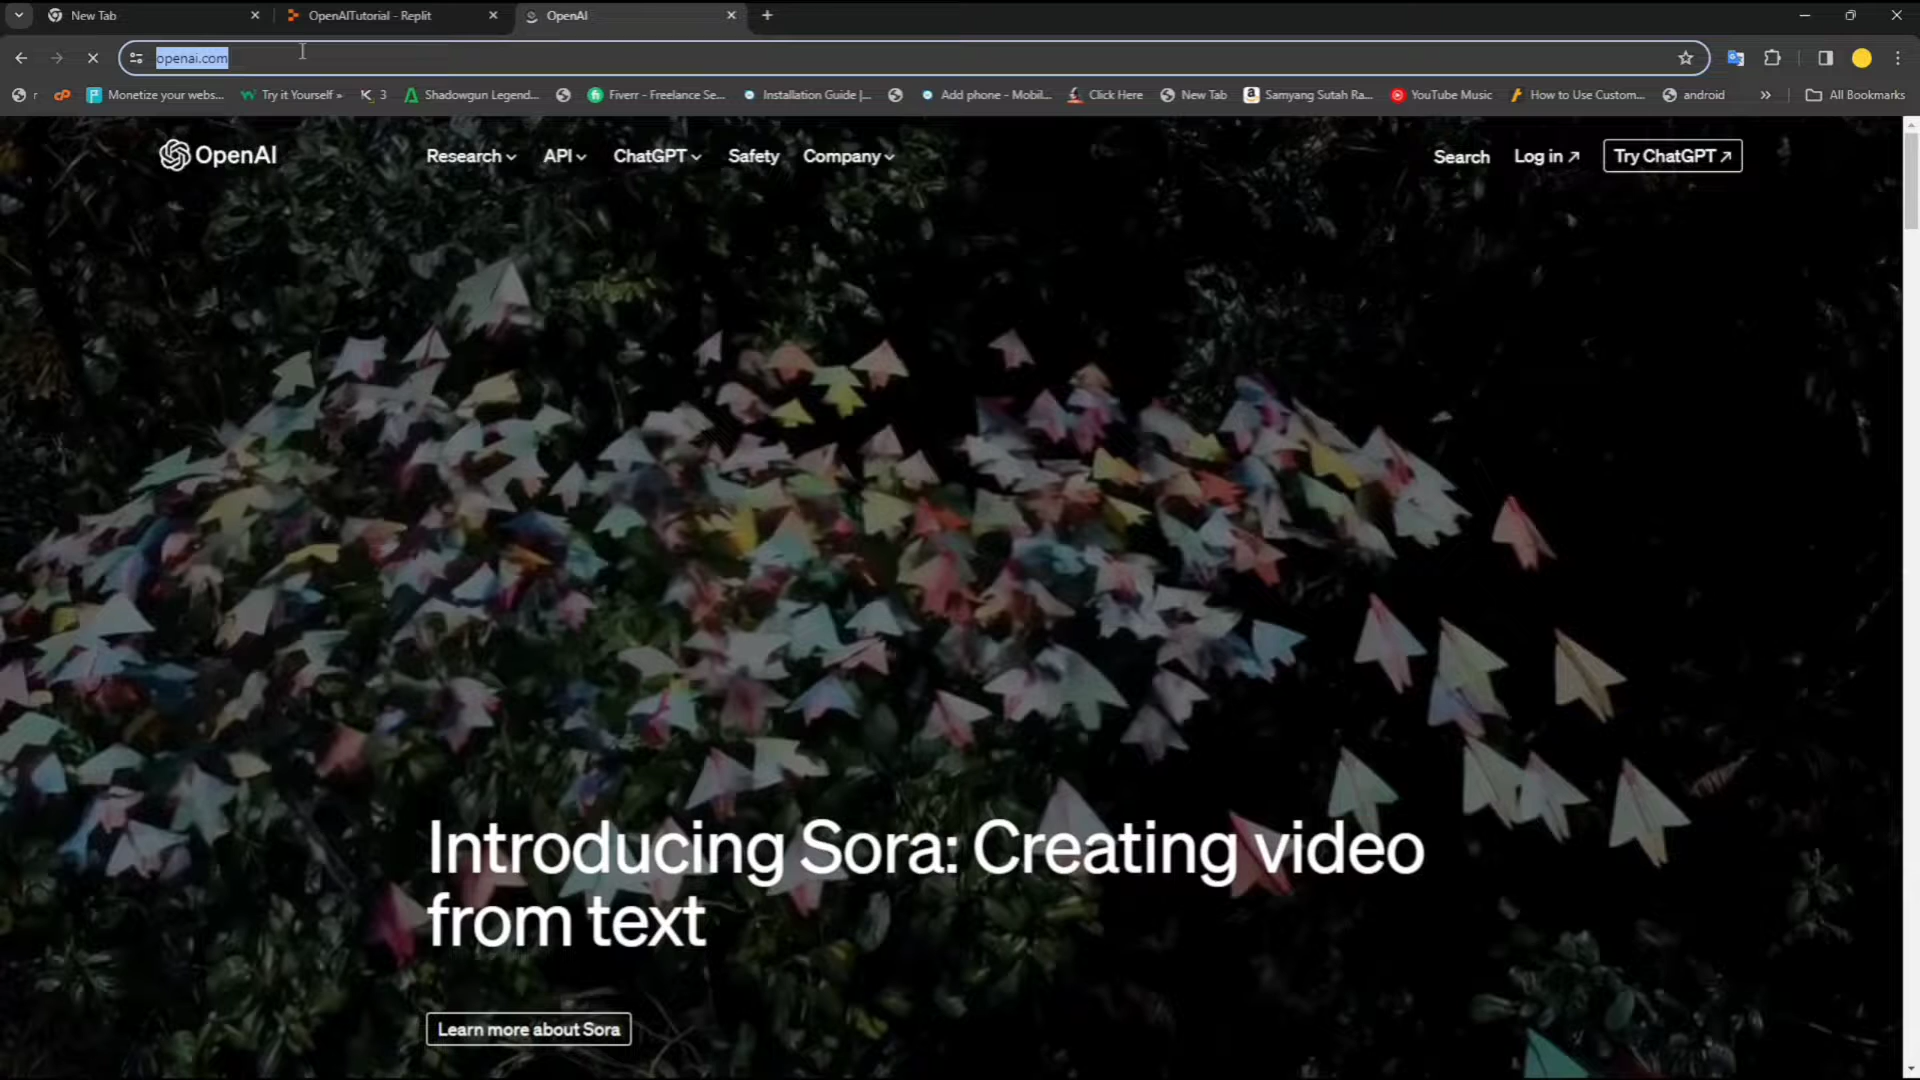 New Tab
OpenAITutorial - Replit
OpenAI
openai.com
r
Monetize your webs...
Try it Yourself »
3
Shadowgun Legend...
Fiverr - Freelance Se...
Installation Guide |...
Add phone - Mobil...
Click Here
New Tab
Samyang Sutah Ra...
YouTube Music
How to Use Custom...
android
»
All Bookmarks
OpenAI
Research
API
ChatGPT
Safety
Company
Search
Log in ↗
Try ChatGPT ↗
Introducing Sora: Creating video
from text
Learn more about Sora